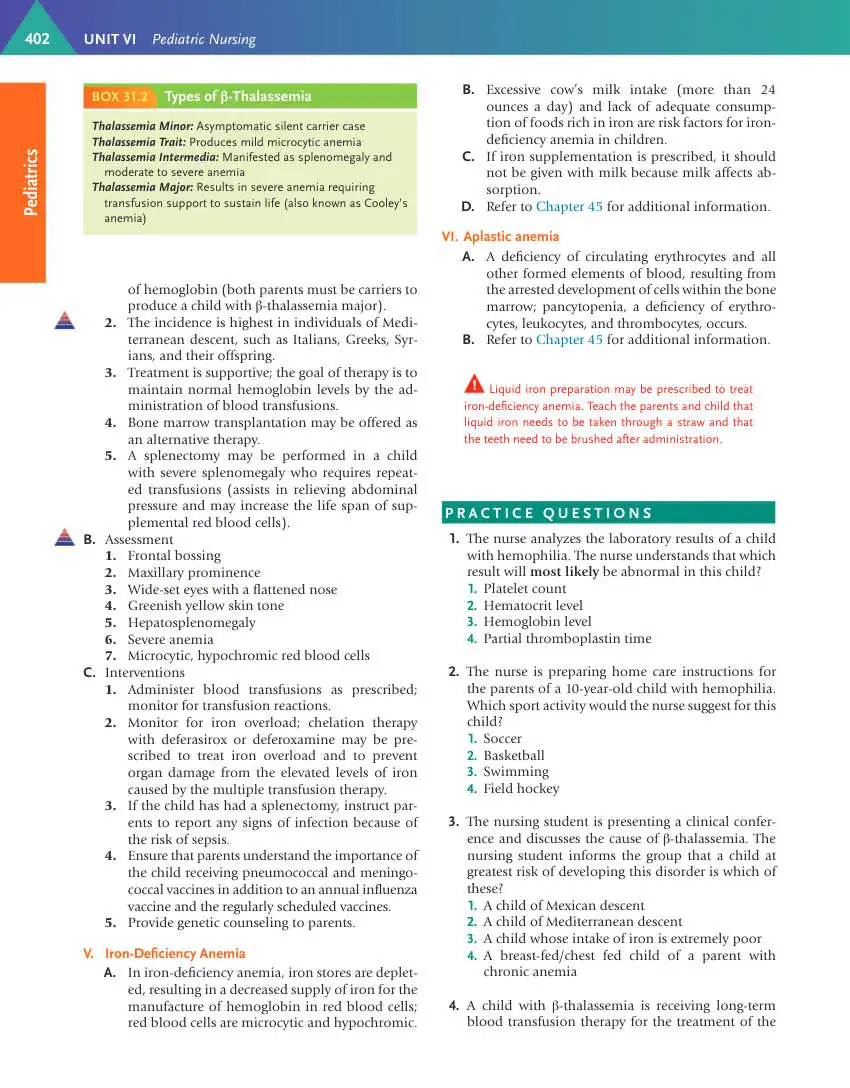 402 UNIT VI Pediatric Nursing
Pediatrics
BOX 31.2 Types of β-Thalassemia
Thalassemia Minor: Asymptomatic silent carrier case
Thalassemia Trait: Produces mild microcytic anemia
Thalassemia Intermedia: Manifested as splenomegaly and
moderate to severe anemia
Thalassemia Major: Results in severe anemia requiring
transfusion support to sustain life (also known as Cooley's
anemia)
of hemoglobin (both parents must be carriers to
produce a child with β-thalassemia major).
2. The incidence is highest in individuals of Medi-
terranean descent, such as Italians, Greeks, Syr-
ians, and their offspring.
3. Treatment is supportive; the goal of therapy is to
maintain normal hemoglobin levels by the ad-
ministration of blood transfusions.
4. Bone marrow transplantation may be offered as
an alternative therapy.
5. A splenectomy may be performed in a child
with severe splenomegaly who requires repeat-
ed transfusions (assists in relieving abdominal
pressure and may increase the life span of sup-
plemental red blood cells).
B. Assessment
1. Frontal bossing
2. Maxillary prominence
3. Wide-set eyes with a flattened nose
4. Greenish yellow skin tone
5. Hepatosplenomegaly
6. Severe anemia
7. Microcytic, hypochromic red blood cells
C. Interventions
1. Administer blood transfusions as prescribed;
monitor for transfusion reactions.
2. Monitor for iron overload; chelation therapy
with deferasirox or deferoxamine may be pre-
scribed to treat iron overload and to prevent
organ damage from the elevated levels of iron
caused by the multiple transfusion therapy.
3. If the child has had a splenectomy, instruct par-
ents to report any signs of infection because of
the risk of sepsis.
4. Ensure that parents understand the importance of
the child receiving pneumococcal and meningo-
coccal vaccines in addition to an annual influenza
vaccine and the regularly scheduled vaccines.
5. Provide genetic counseling to parents.
V. Iron-Deficiency Anemia
A. In iron-deficiency anemia, iron stores are deplet-
ed, resulting in a decreased supply of iron for the
manufacture of hemoglobin in red blood cells;
red blood cells are microcytic and hypochromic.
B. Excessive cow's milk intake (more than 24
ounces a day) and lack of adequate consump-
tion of foods rich in iron are risk factors for iron-
deficiency anemia in children.
C. If iron supplementation is prescribed, it should
not be given with milk because milk affects ab-
sorption.
D. Refer to Chapter 45 for additional information.
VI. Aplastic anemia
A. A deficiency of circulating erythrocytes and all
other formed elements of blood, resulting from
the arrested development of cells within the bone
marrow; pancytopenia, a deficiency of erythro-
cytes, leukocytes, and thrombocytes, occurs.
B. Refer to Chapter 45 for additional information.
Liquid iron preparation may be prescribed to treat
iron-deficiency anemia. Teach the parents and child that
liquid iron needs to be taken through a straw and that
the teeth need to be brushed after administration.
PRACTICE QUESTIONS
1. The nurse analyzes the laboratory results of a child
with hemophilia. The nurse understands that which
result will most likely be abnormal in this child?
1. Platelet count
2. Hematocrit level
3. Hemoglobin level
4. Partial thromboplastin time
2. The nurse is preparing home care instructions for
the parents of a 10-year-old child with hemophilia.
Which sport activity would the nurse suggest for this
child?
1. Soccer
2. Basketball
3. Swimming
4. Field hockey
3. The nursing student is presenting a clinical confer-
ence and discusses the cause of β-thalassemia. The
nursing student informs the group that a child at
greatest risk of developing this disorder is which of
these?
1. A child of Mexican descent
2. A child of Mediterranean descent
3. A child whose intake of iron is extremely poor
4. A breast-fed/chest fed child of a parent with
chronic anemia
4. A child with β-thalassemia is receiving long-term
blood transfusion therapy for the treatment of the